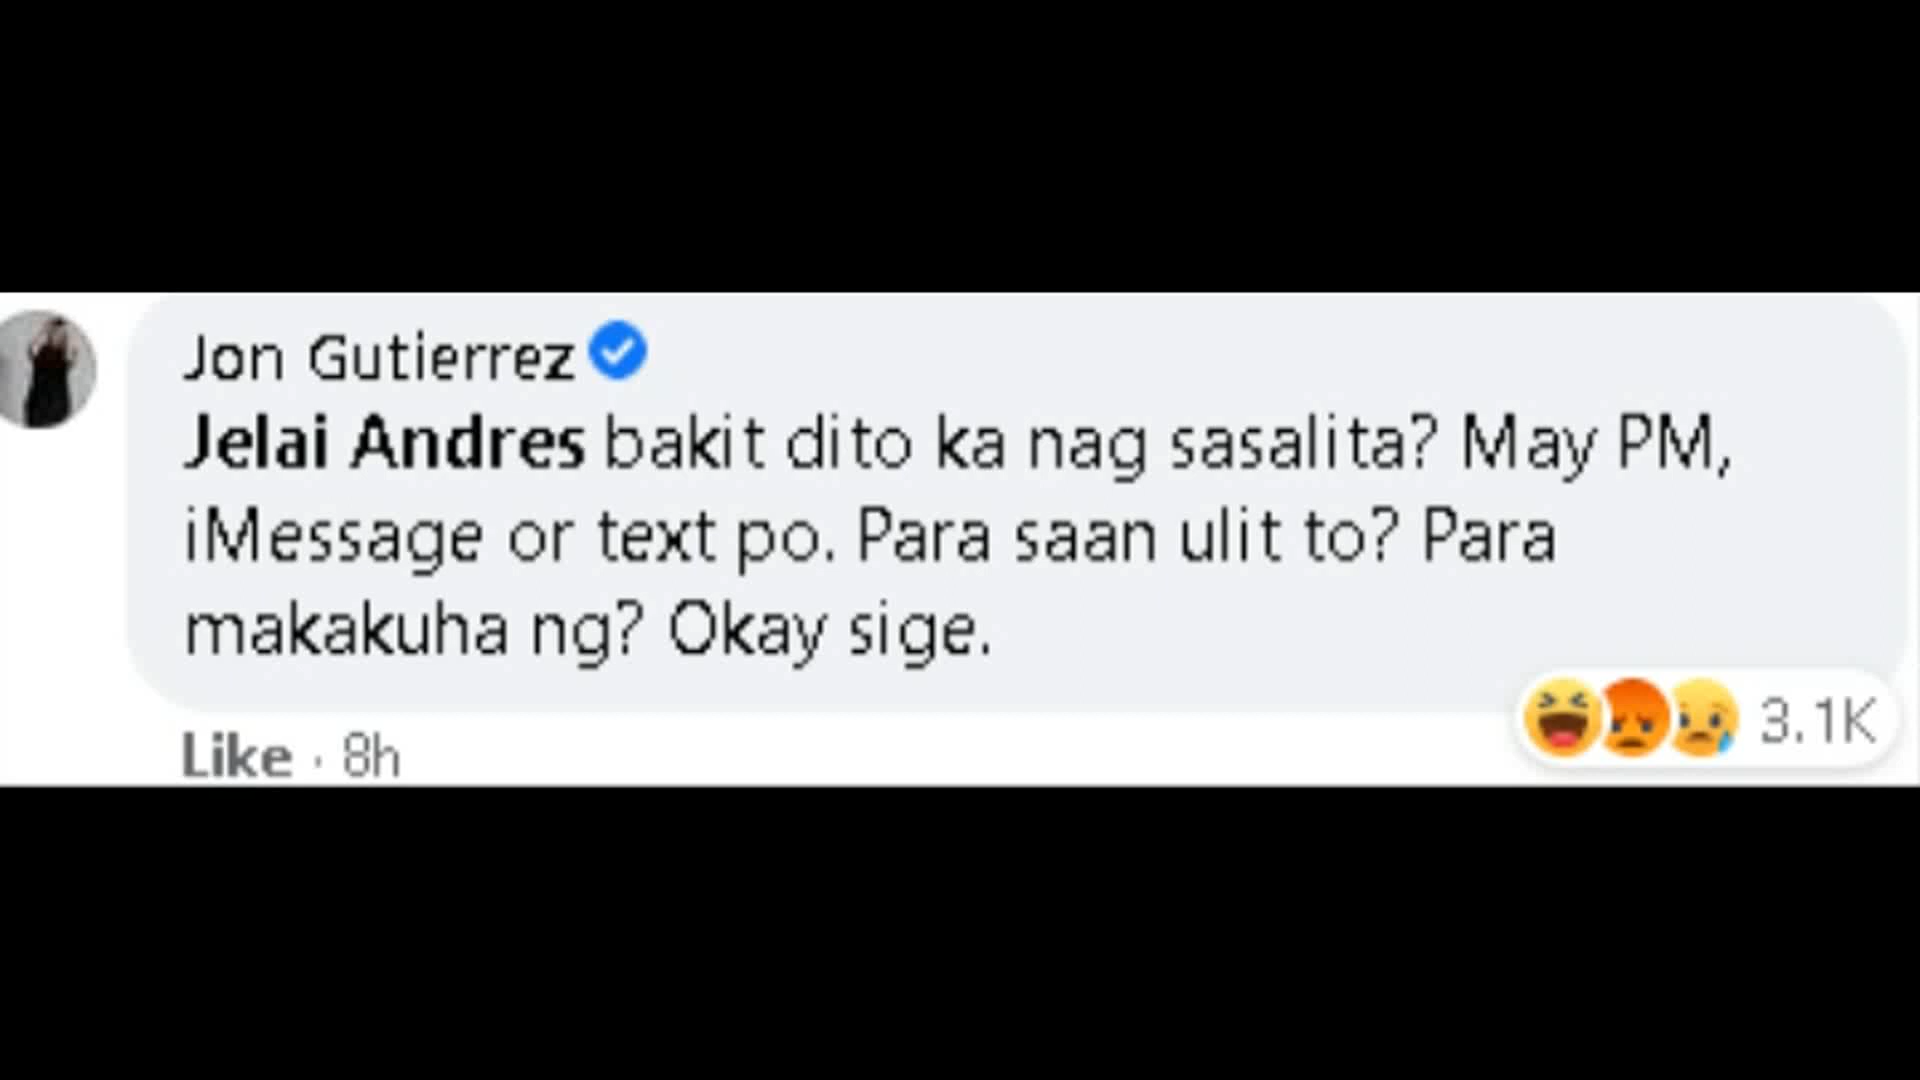 Jon Gutierrez
Jelai Andres bakit dito ka nag sasalita? May PM,
iMessage or text po. Para saan ulit to? Para
makakuha ng? Okay sige.
3.1K
Like · 8h